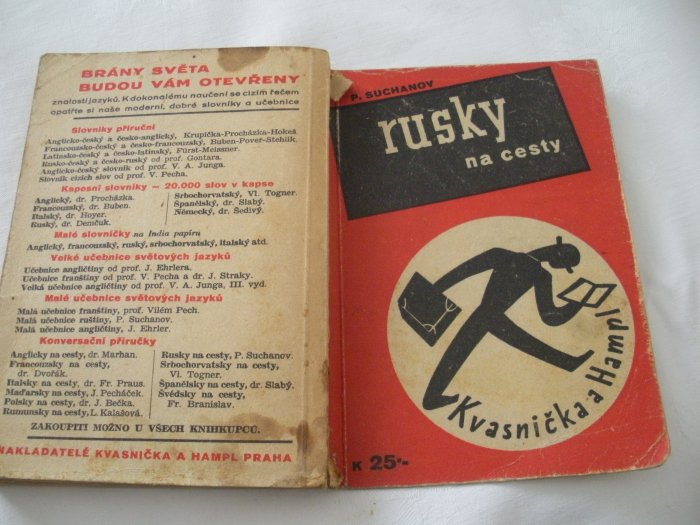 BRÁNY SVĚTA
BUDOU VÁM OTEVŘENY
znalostí jazyků. K dokonalému naučení se cizím řečem
opatřte si naše moderní, dobré slovníky a učebnice
Slovníky příruční
Anglicko-český a česko-anglický, Krupička-Procházka-Hokeš
Francouzsko-český a česko-francouzský, Buben-Pover-Stehlík.
Latinsko-český a česko-latinský, Fürst-Meissner.
Rusko-český a česko-ruský od prof. Gontara.
Anglicko-český slovník od prof. V. A. Junga.
Slovník cizích slov od prof. V. Pecha.
Kapesní slovníky — 20.000 slov v kapse
Anglický, dr. Procházka.
Francouzský, dr. Buben.
Italský, dr. Hoyer.
Ruský, dr. Demčuk.
Srbochorvatský, Vl. Togner.
Španělský, dr. Slabý.
Německý, dr. Šedivý.
Malé slovníčky na India papíru
Anglický, francouzský, ruský, srbochorvatský, italský atd.
Velké učebnice světových jazyků
Učebnice angličtiny od prof. J. Ehrlera.
Učebnice franštiny od prof. V. Pecha a dr. J. Straky.
Velká učebnice angličtiny od prof. V. A. Junga, III. vyd.
Malé učebnice světových jazyků
Malá učebnice franštiny, prof. Vilém Pech.
Malá učebnice ruštiny, P. Suchanov.
Malá učebnice angličtiny, J. Ehrler.
Konversační příručky
Anglicky na cesty, dr. Marhan.
Francouzsky na cesty,
dr. Dvořák.
Italsky na cesty, dr. Fr. Praus.
Maďarsky na cesty, J. Pecháček.
Polsky na cesty, dr. J. Bečka.
Rumunsky na cesty, L. Kalašová.
Rusky na cesty, P. Suchanov.
Srbochorvatsky na cesty,
Vl. Togner.
Španělsky na cesty, dr. Slabý.
Švédsky na cesty,
Fr. Branislav.
ZAKOUPITI MOŽNO U VŠECH KNIHKUPCŮ.
NAKLADATELÉ KVASNIČKA A HAMPL PRAHA
P. SUCHANOV
rusky
na cesty
Kvasnička a Hampl
K 25·-